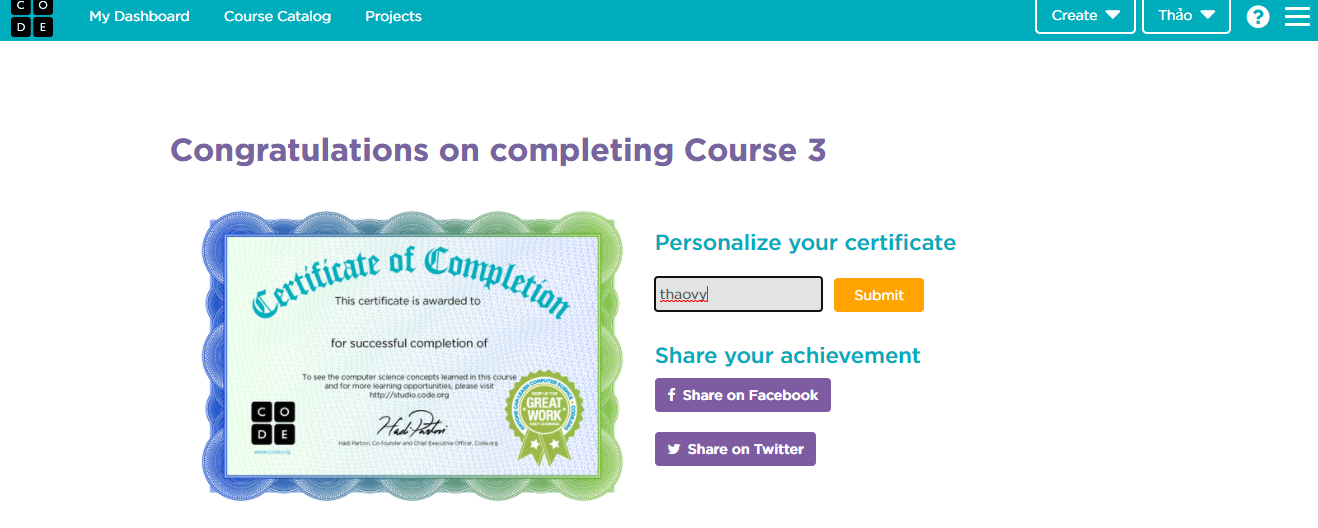 CODE
My Dashboard Course Catalog Projects Create Thảo ?
Congratulations on completing Course 3
Certificate of Completion
This certificate is awarded to
for successful completion of
To see the computer science concepts learned in this course
and for more learning opportunities, please visit
http://studio.code.org
CODE
www.code.org
Hadi Partovi
Hadi Partovi, Co-founder and Chief Executive Officer, Code.org
ANYONE CAN LEARN COMPUTER SCIENCE
CODE.ORG
KEEP UP THE
GREAT
WORK
KEEP LEARNING
Personalize your certificate
thaovy Submit
Share your achievement
f Share on Facebook
Share on Twitter